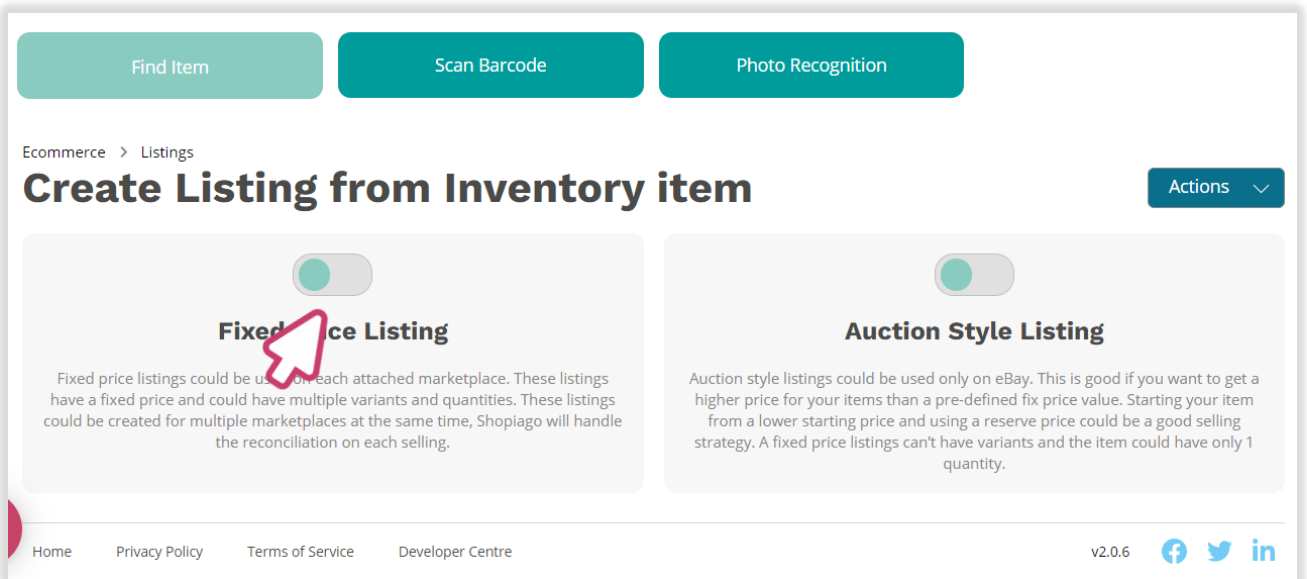 Find Item
Scan Barcode
Photo Recognition
Ecommerce > Listings
Create Listing from Inventory item
Actions
Fixed ce Listing
Fixed price listings could be us on each attached marketplace. These listings
have a fixed price and could have multiple variants and quantities. These listings
could be created for multiple marketplaces at the same time, Shopiago will handle
the reconciliation on each selling.
Auction Style Listing
Auction style listings could be used only on eBay. This is good if you want to get a
higher price for your items than a pre-defined fix price value. Starting your item
from a lower starting price and using a reserve price could be a good selling
strategy. A fixed price listings can't have variants and the item could have only 1
quantity.
Home
Privacy Policy
Terms of Service
Developer Centre
v2.0.6